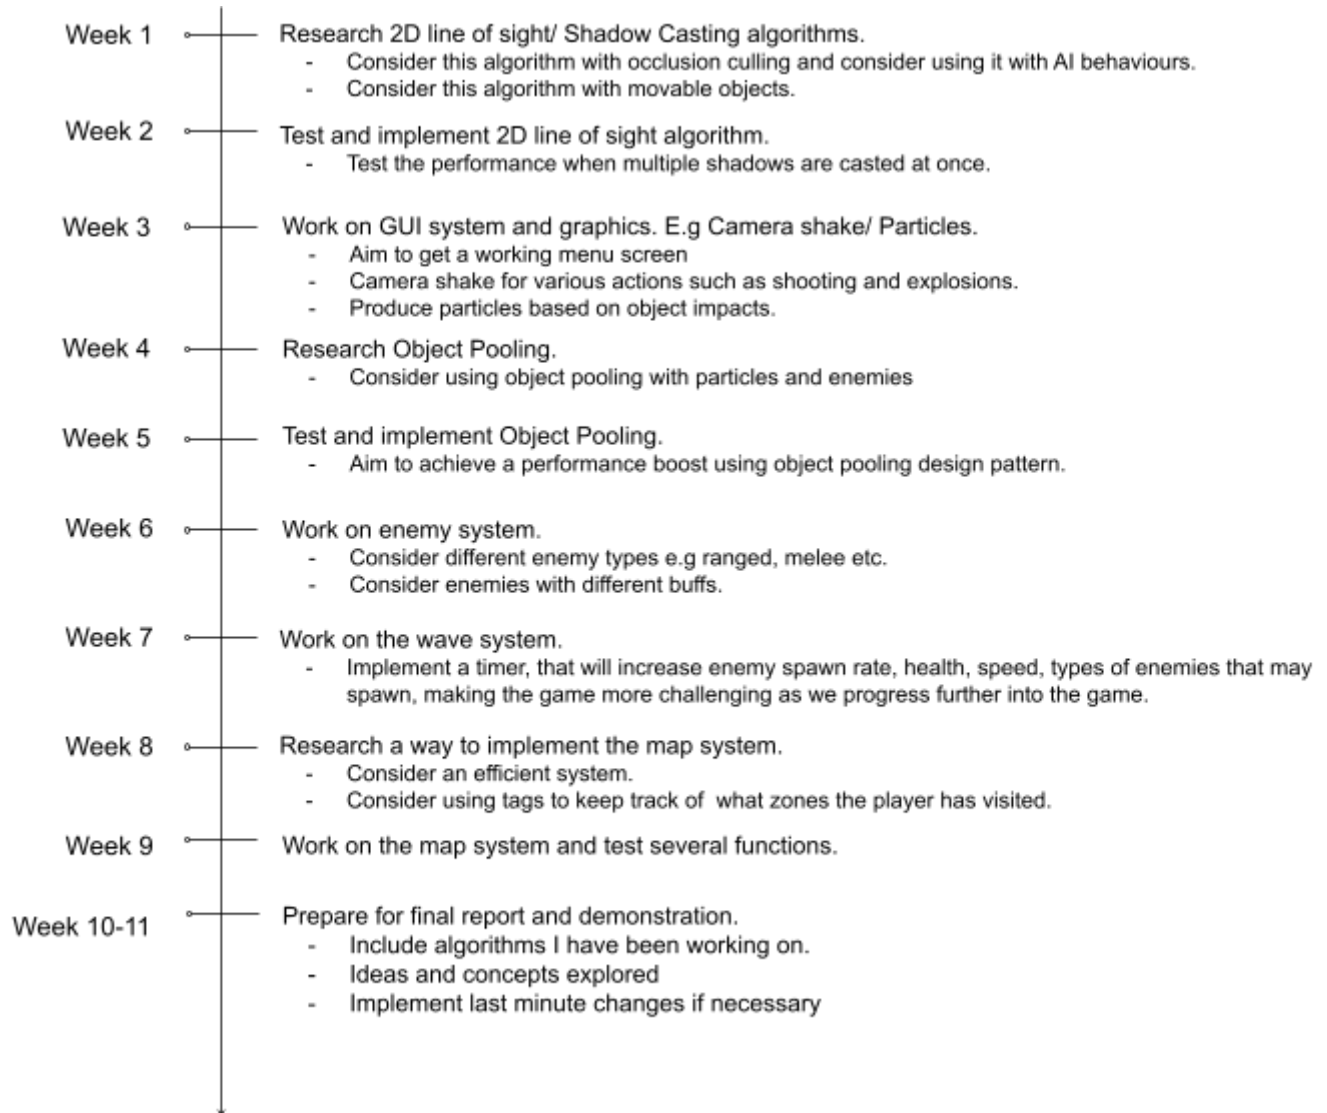 Week 1
Research 2D line of sight/ Shadow Casting algorithms.
- Consider this algorithm with occlusion culling and consider using it with AI behaviours.
- Consider this algorithm with movable objects.
Week 2
Test and implement 2D line of sight algorithm.
- Test the performance when multiple shadows are casted at once.
Week 3
Work on GUI system and graphics. E.g Camera shake/ Particles.
- Aim to get a working menu screen
- Camera shake for various actions such as shooting and explosions.
- Produce particles based on object impacts.
Week 4
Research Object Pooling.
- Consider using object pooling with particles and enemies
Week 5
Test and implement Object Pooling.
- Aim to achieve a performance boost using object pooling design pattern.
Week 6
Work on enemy system.
- Consider different enemy types e.g ranged, melee etc.
- Consider enemies with different buffs.
Week 7
Work on the wave system.
- Implement a timer, that will increase enemy spawn rate, health, speed, types of enemies that may
spawn, making the game more challenging as we progress further into the game.
Week 8
Research a way to implement the map system.
- Consider an efficient system.
- Consider using tags to keep track of what zones the player has visited.
Week 9
Work on the map system and test several functions.
Week 10-11
Prepare for final report and demonstration.
- Include algorithms I have been working on.
- Ideas and concepts explored
- Implement last minute changes if necessary